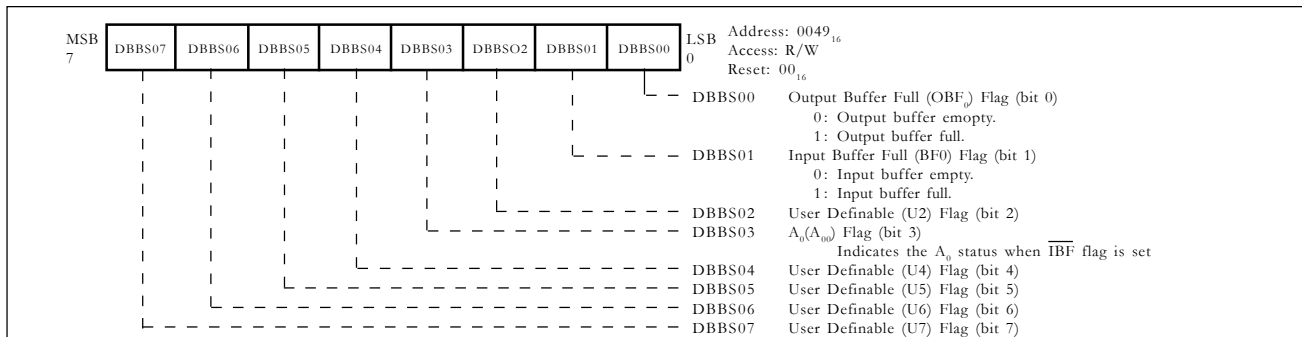 MSB 7 DBBS07 DBBS06 DBBS05 DBBS04 DBBS03 DBBSO2 DBBS01 DBBS00 LSB 0
Address: 0049₁₆
Access: R/W
Reset: 00₁₆
DBBS00 Output Buffer Full (OBF₀) Flag (bit 0)
0: Output buffer emopty.
1: Output buffer full.
DBBS01 Input Buffer Full (BF0) Flag (bit 1)
0: Input buffer empty.
1: Input buffer full.
DBBS02 User Definable (U2) Flag (bit 2)
DBBS03 A₀(A₀₀) Flag (bit 3)
Indicates the A₀ status when I̅B̅F̅ flag is set
DBBS04 User Definable (U4) Flag (bit 4)
DBBS05 User Definable (U5) Flag (bit 5)
DBBS06 User Definable (U6) Flag (bit 6)
DBBS07 User Definable (U7) Flag (bit 7)